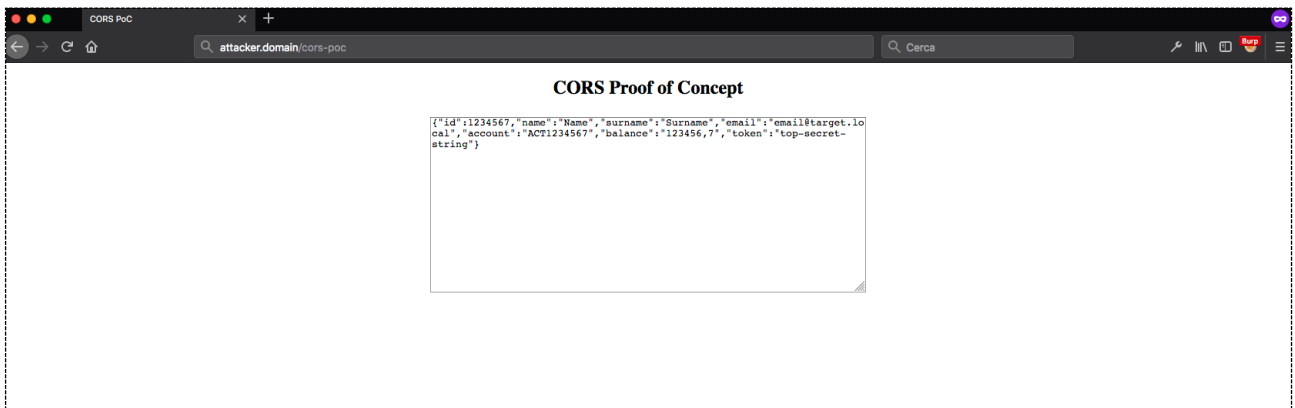 CORS PoC
attacker.domain/cors-poc
Cerca
Burp
CORS Proof of Concept
{"id":1234567,"name":"Name","surname":"Surname","email":"email@target.lo
cal","account":"ACT1234567","balance":"123456,7","token":"top-secret-
string"}